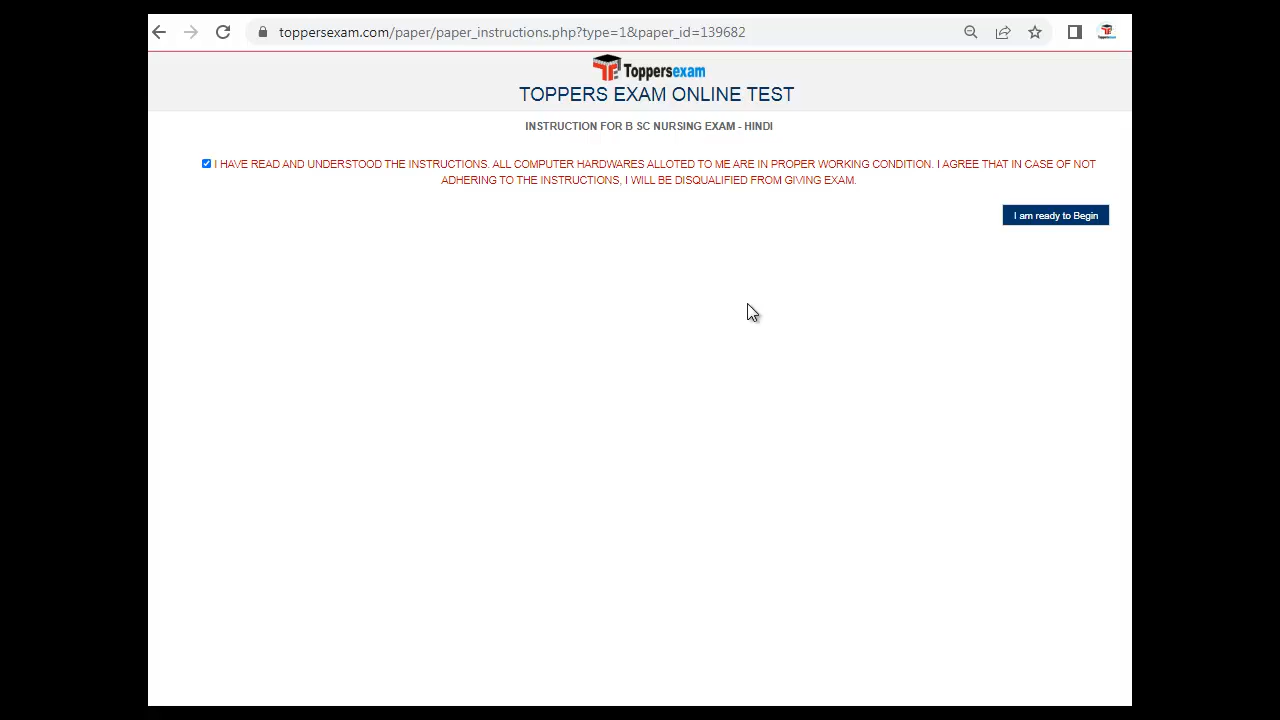 toppersexam.com/paper/paper_instructions.php?type=1&paper_id=139682
Toppersexam
TOPPERS EXAM ONLINE TEST
INSTRUCTION FOR B SC NURSING EXAM - HINDI
I HAVE READ AND UNDERSTOOD THE INSTRUCTIONS. ALL COMPUTER HARDWARES ALLOTED TO ME ARE IN PROPER WORKING CONDITION. I AGREE THAT IN CASE OF NOT
ADHERING TO THE INSTRUCTIONS, I WILL BE DISQUALIFIED FROM GIVING EXAM.
I am ready to Begin